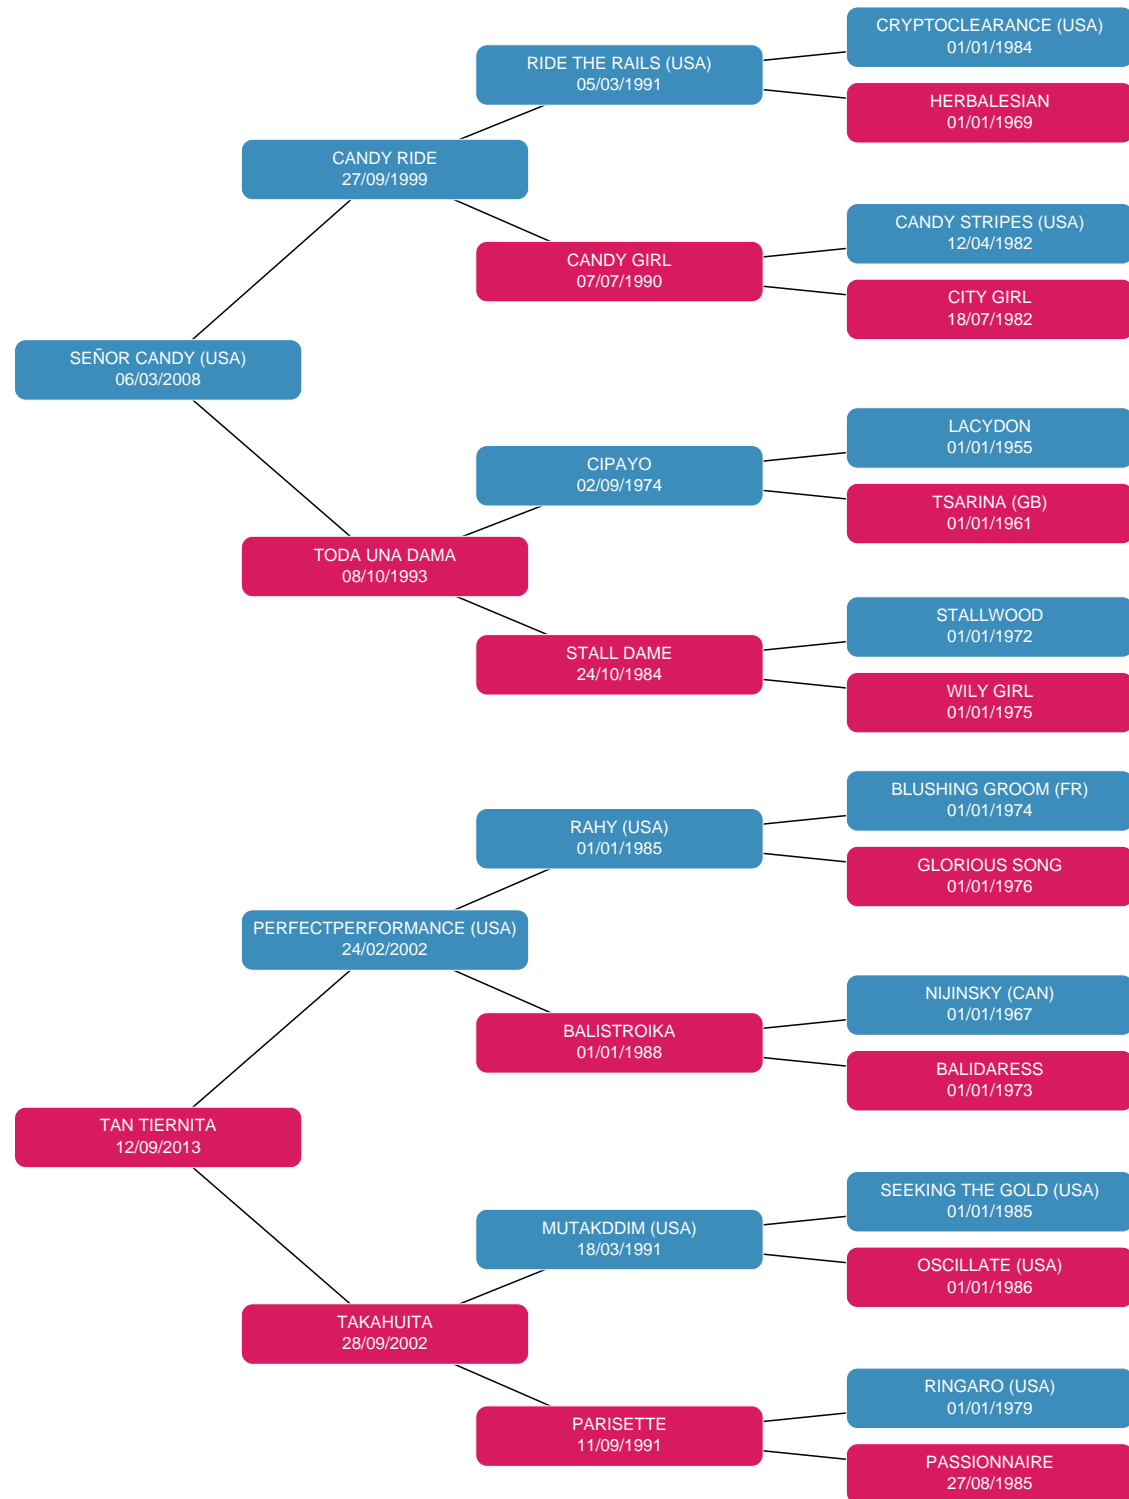 CRYPTOCLEARANCE (USA)
01/01/1984
RIDE THE RAILS (USA)
05/03/1991
HERBALESIAN
01/01/1969
CANDY RIDE
27/09/1999
CANDY STRIPES (USA)
12/04/1982
CANDY GIRL
07/07/1990
CITY GIRL
18/07/1982
SEÑOR CANDY (USA)
06/03/2008
LACYDON
01/01/1955
CIPAYO
02/09/1974
TSARINA (GB)
01/01/1961
TODA UNA DAMA
08/10/1993
STALLWOOD
01/01/1972
STALL DAME
24/10/1984
WILY GIRL
01/01/1975
BLUSHING GROOM (FR)
01/01/1974
RAHY (USA)
01/01/1985
GLORIOUS SONG
01/01/1976
PERFECTPERFORMANCE (USA)
24/02/2002
NIJINSKY (CAN)
01/01/1967
BALISTROIKA
01/01/1988
BALIDARESS
01/01/1973
TAN TIERNITA
12/09/2013
SEEKING THE GOLD (USA)
01/01/1985
MUTAKDDIM (USA)
18/03/1991
OSCILLATE (USA)
01/01/1986
TAKAHUITA
28/09/2002
RINGARO (USA)
01/01/1979
PARISETTE
11/09/1991
PASSIONNAIRE
27/08/1985